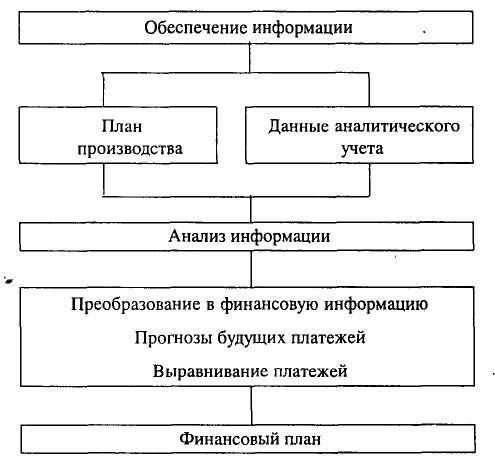 Обеспечение информации
План
производства
Данные аналитического
учета
Анализ информации
Преобразование в финансовую информацию
Прогнозы будущих платежей
Выравнивание платежей
Финансовый план